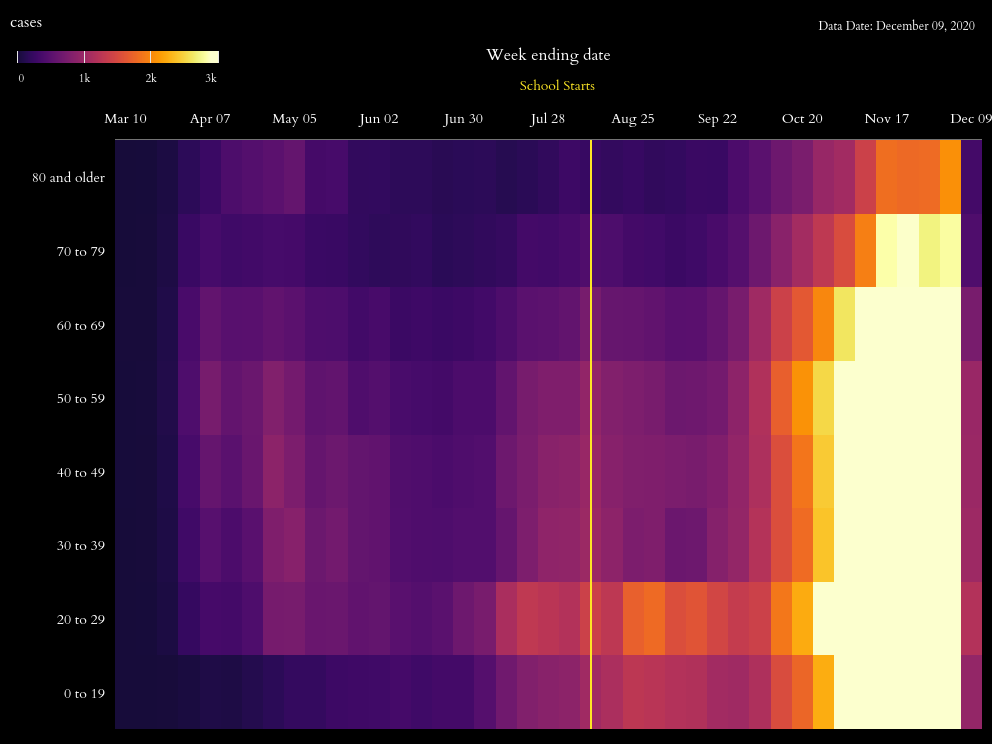 cases
Data Date: December 09, 2020
0 1k 2k 3k
Week ending date
School Starts
Mar 10 Apr 07 May 05 Jun 02 Jun 30 Jul 28 Aug 25 Sep 22 Oct 20 Nov 17 Dec 09
80 and older
70 to 79
60 to 69
50 to 59
40 to 49
30 to 39
20 to 29
0 to 19